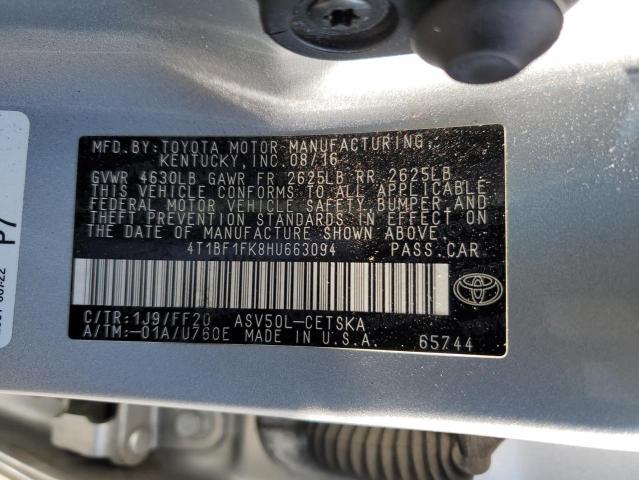 MFD. BY: TOYOTA MOTOR MANUFACTURING,
KENTUCKY, INC. 08/16
GVWR 4630LB GAWR FR 2625LB RR 2625LB
THIS VEHICLE CONFORMS TO ALL APPLICABLE
FEDERAL MOTOR VEHICLE SAFETY, BUMPER, AND
THEFT PREVENTION STANDARDS IN EFFECT ON
THE DATE OF MANUFACTURE SHOWN ABOVE.
4T1BF1FK8HU663094 PASS. CAR
C/TR:1J9/FF20 ASV50L-CETSKA
A/TM:-01A/U760E MADE IN U.S.A. 65744
P7